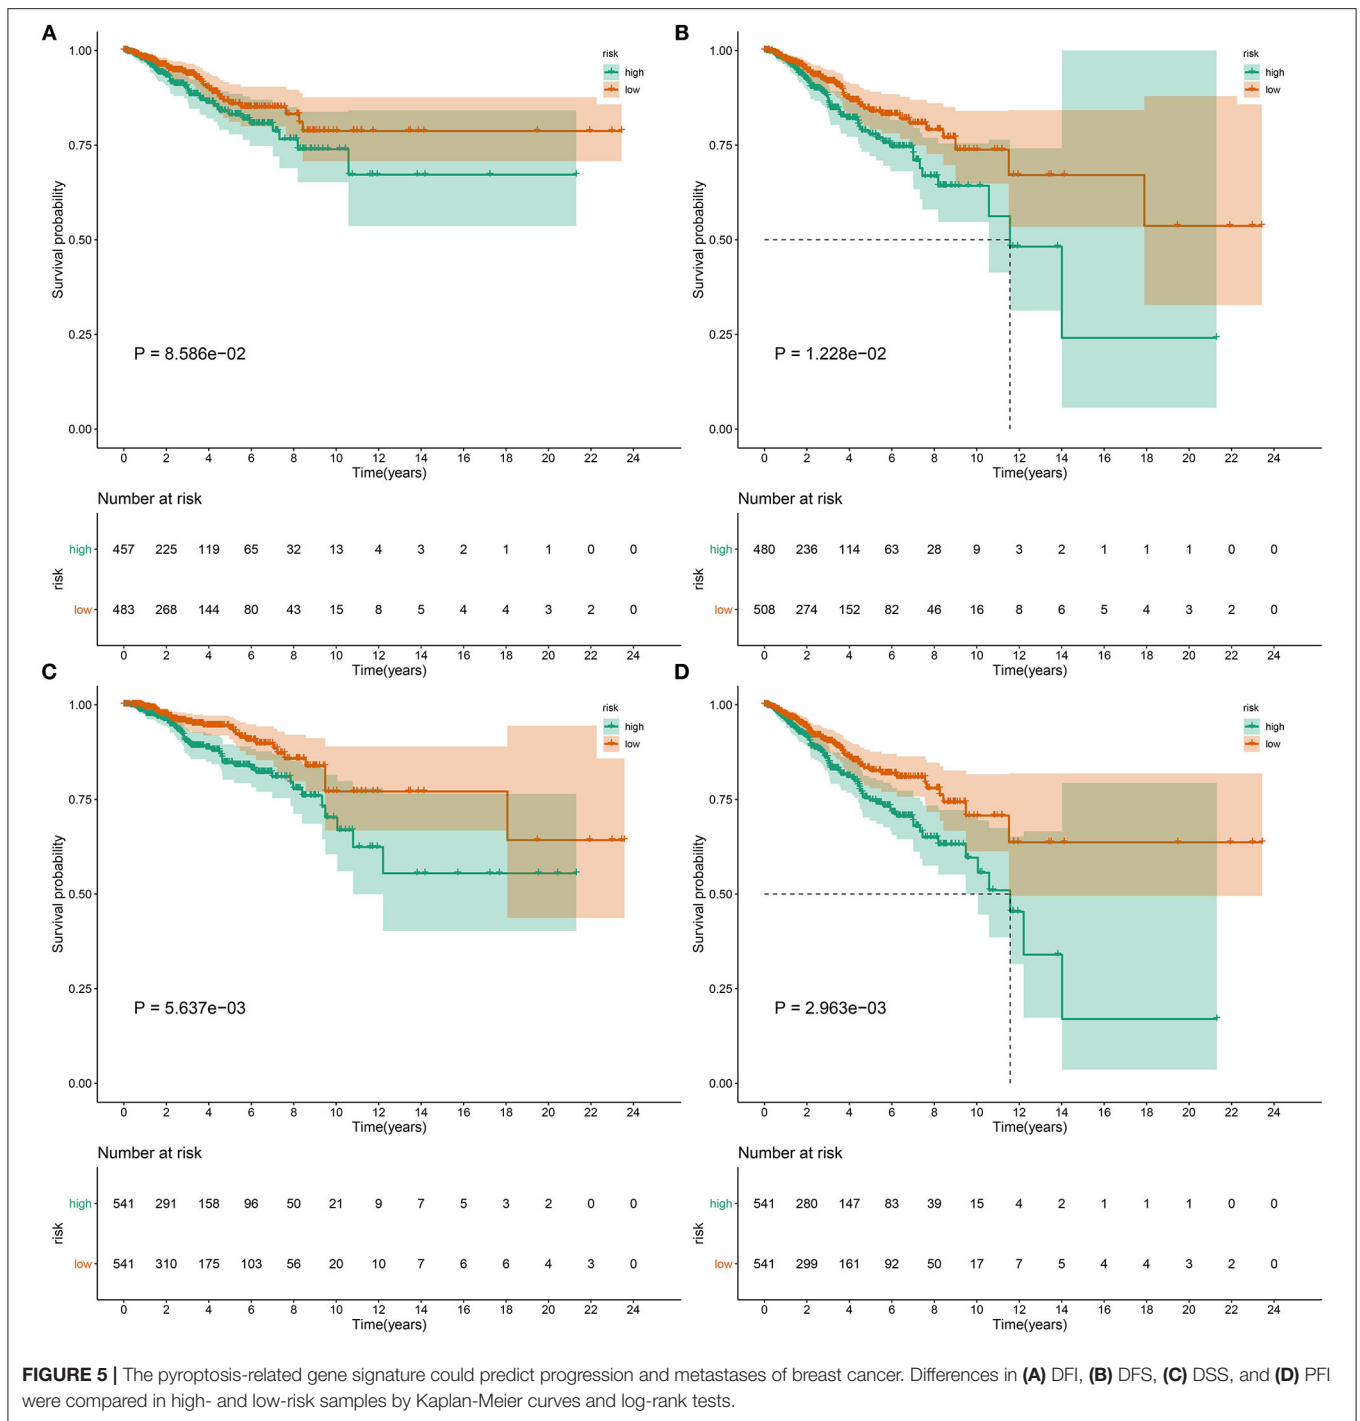 A
1.00
0.75
0.50
0.25
0.00
Survival probability
risk
high
low
P = 8.586e−02
0 2 4 6 8 10 12 14 16 18 20 22 24
Time(years)
Number at risk
risk
high 457 225 119 65 32 13 4 3 2 1 1 0 0
low 483 268 144 80 43 15 8 5 4 4 3 2 0
0 2 4 6 8 10 12 14 16 18 20 22 24
Time(years)
B
1.00
0.75
0.50
0.25
0.00
Survival probability
risk
high
low
P = 1.228e−02
0 2 4 6 8 10 12 14 16 18 20 22 24
Time(years)
Number at risk
risk
high 480 236 114 63 28 9 3 2 1 1 1 0 0
low 508 274 152 82 46 16 8 6 5 4 3 2 0
0 2 4 6 8 10 12 14 16 18 20 22 24
Time(years)
C
1.00
0.75
0.50
0.25
0.00
Survival probability
risk
high
low
P = 5.637e−03
0 2 4 6 8 10 12 14 16 18 20 22 24
Time(years)
Number at risk
risk
high 541 291 158 96 50 21 9 7 5 3 2 0 0
low 541 310 175 103 56 20 10 7 6 6 4 3 0
0 2 4 6 8 10 12 14 16 18 20 22 24
Time(years)
D
1.00
0.75
0.50
0.25
0.00
Survival probability
risk
high
low
P = 2.963e−03
0 2 4 6 8 10 12 14 16 18 20 22 24
Time(years)
Number at risk
risk
high 541 280 147 83 39 15 4 2 1 1 1 0 0
low 541 299 161 92 50 17 7 5 4 4 3 2 0
0 2 4 6 8 10 12 14 16 18 20 22 24
Time(years)
FIGURE 5 | The pyroptosis-related gene signature could predict progression and metastases of breast cancer. Differences in (A) DFI, (B) DFS, (C) DSS, and (D) PFI
were compared in high- and low-risk samples by Kaplan-Meier curves and log-rank tests.